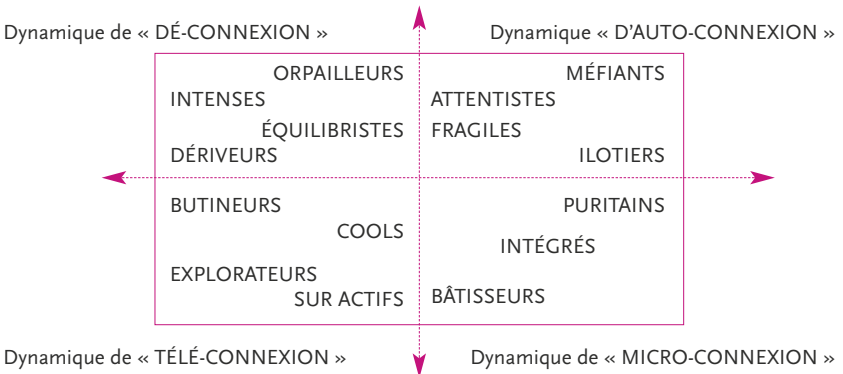 Dynamique de « DÉ-CONNEXION »
Dynamique « D'AUTO-CONNEXION »
ORPAILLEURS
INTENSES
ÉQUILIBRISTES
DÉRIVEURS
MÉFIANTS
ATTENTISTES
FRAGILES
ILOTIERS
BUTINEURS
COOLS
EXPLORATEURS
SUR ACTIFS
PURITAINS
INTÉGRÉS
BÂTISSEURS
Dynamique de « TÉLÉ-CONNEXION »
Dynamique de « MICRO-CONNEXION »